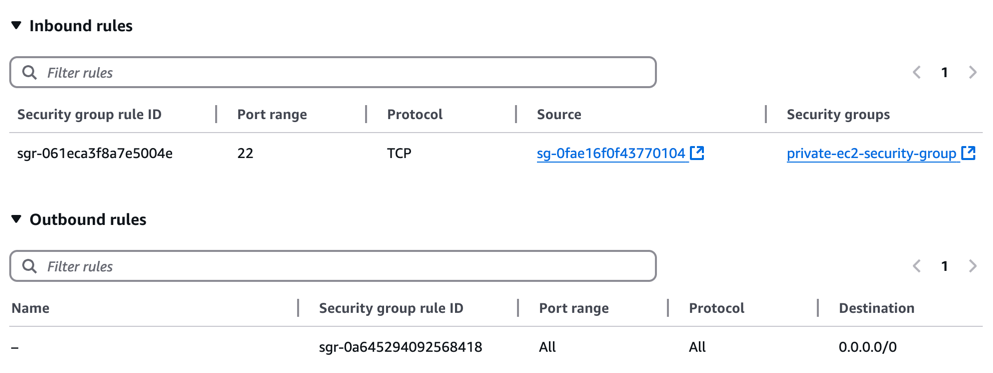 Inbound rules
Filter rules
1
Security group rule ID Port range Protocol Source Security groups
sgr-061eca3f8a7e5004e 22 TCP sg-0fae16f0f43770104 private-ec2-security-group
Outbound rules
Filter rules
1
Name Security group rule ID Port range Protocol Destination
– sgr-0a645294092568418 All All 0.0.0.0/0